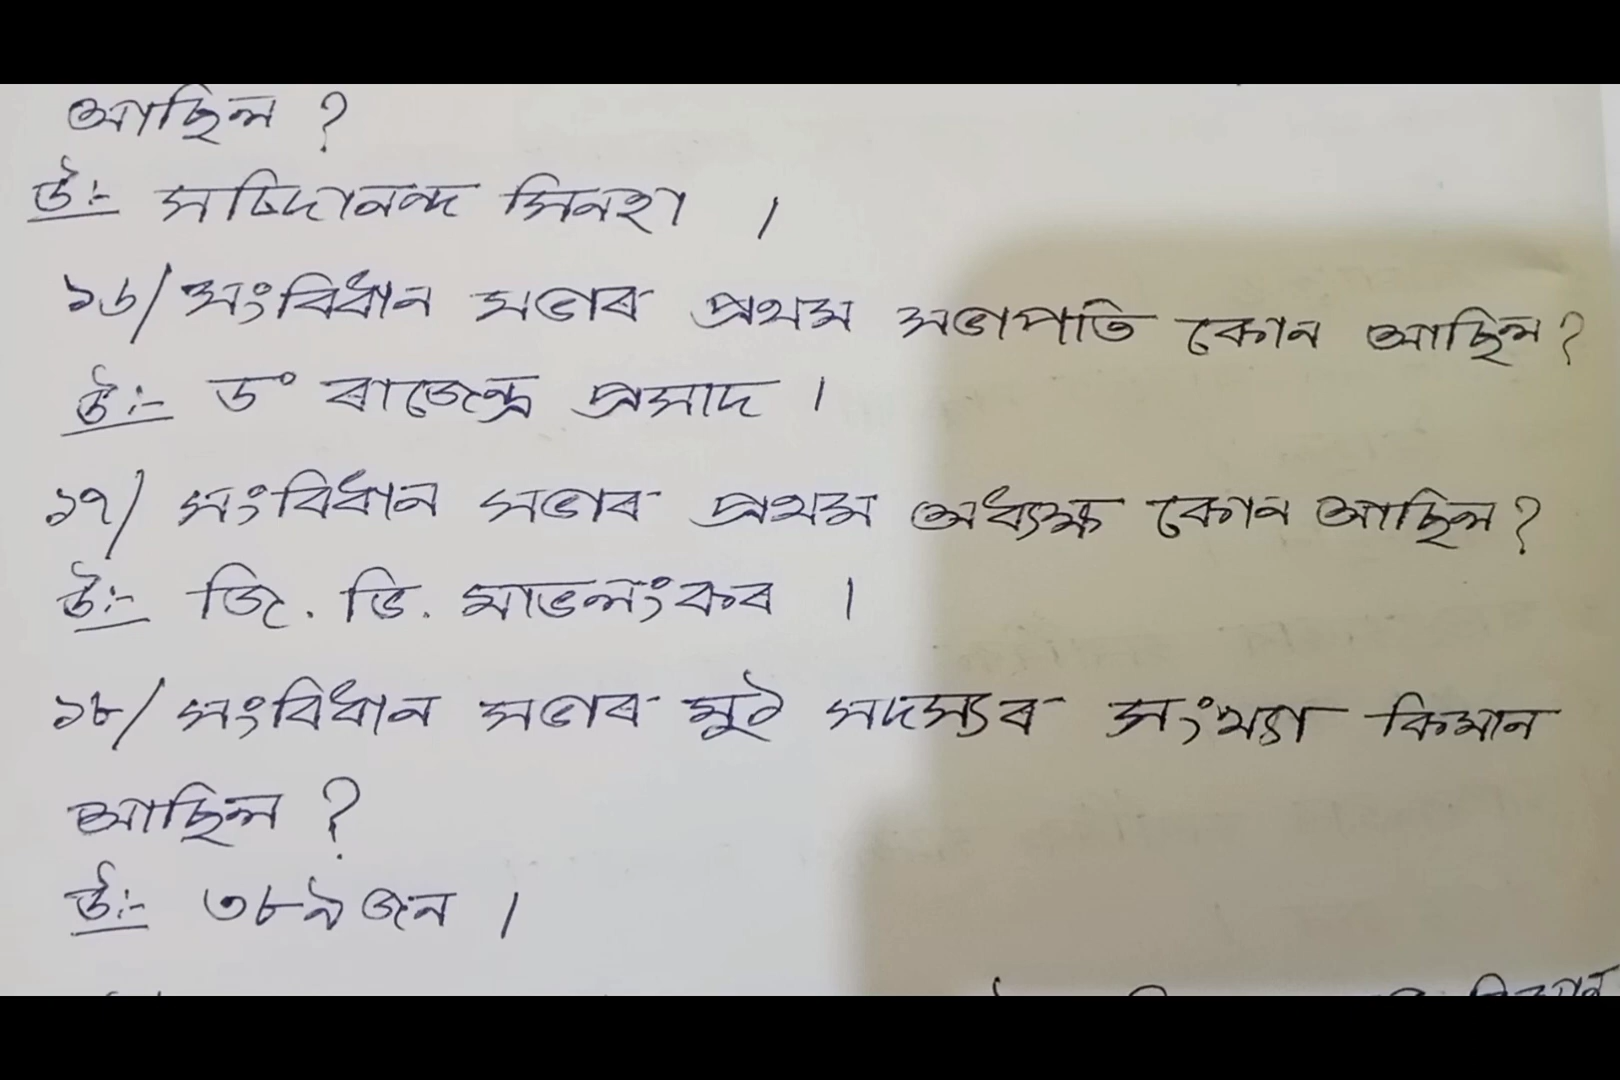 আছিল ?
উঃ- সচ্চিদানন্দ সিনহা ।
১৬/ সংবিধান সভাৰ প্ৰথম সভাপতি কোন আছিল ?
উঃ- ড° ৰাজেন্দ্ৰ প্ৰসাদ ।
১৭/ সংবিধান সভাৰ প্ৰথম অধ্যক্ষ কোন আছিল ?
উঃ- জি. ভি. মাভলংকৰ ।
১৮/ সংবিধান সভাৰ মুঠ সদস্যৰ সংখ্যা কিমান
আছিল ?
উঃ- ৩৮৯ জন ।